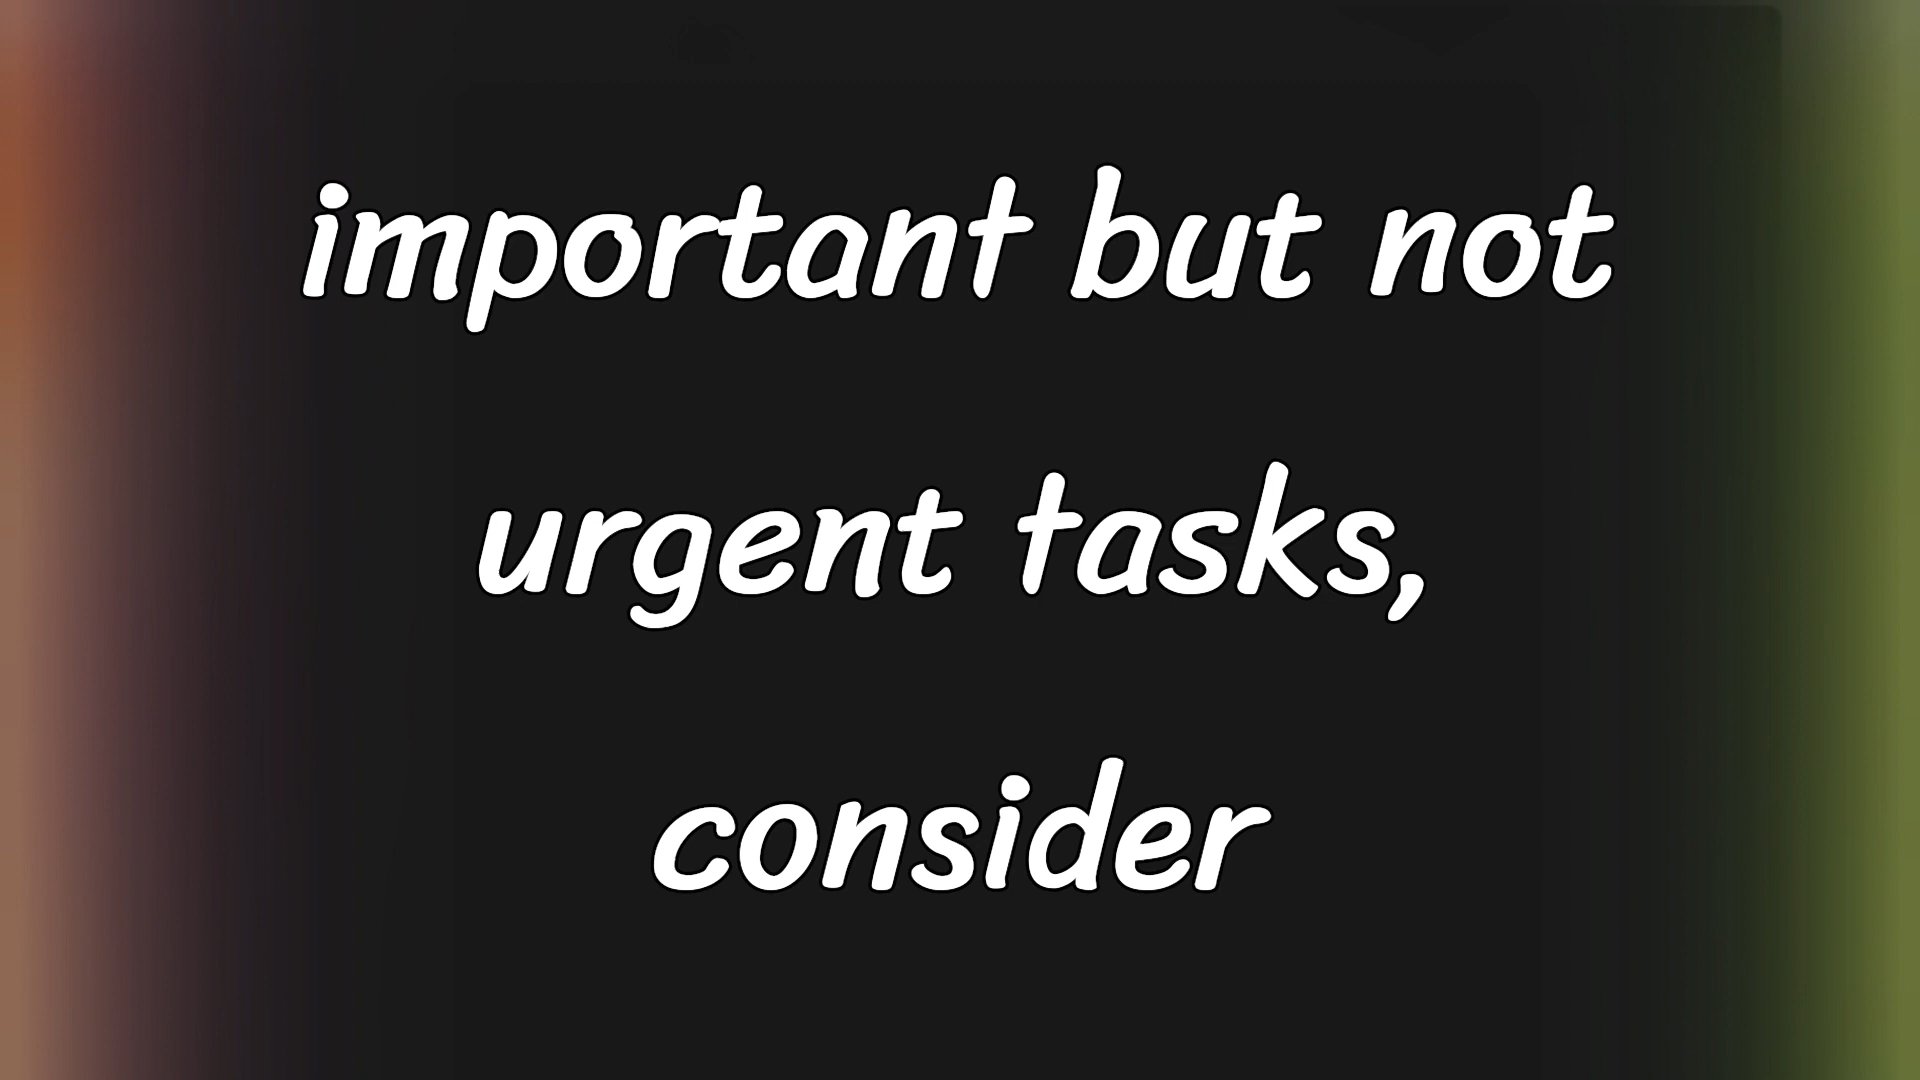 important but not
urgent tasks,
consider